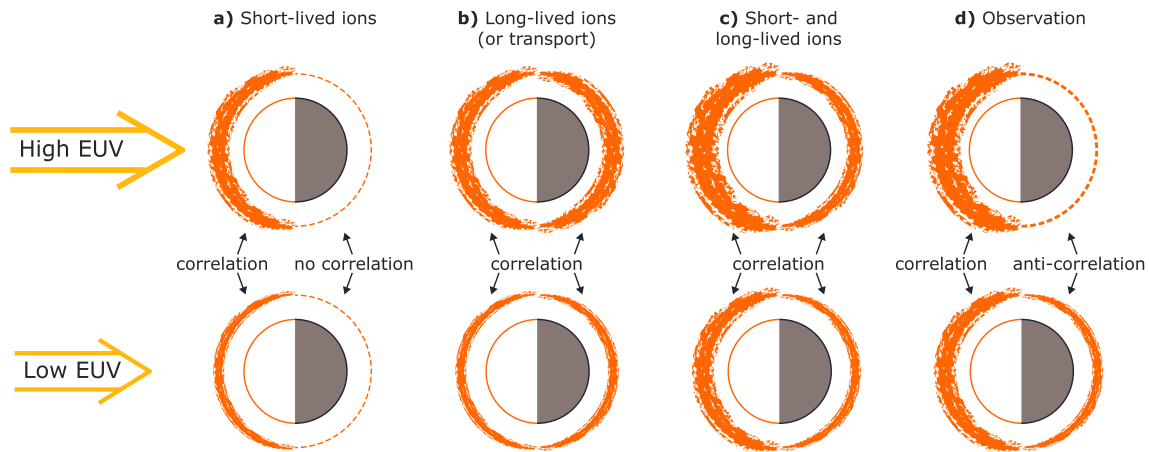 a) Short-lived ions
b) Long-lived ions
(or transport)
c) Short- and
long-lived ions
d) Observation
High EUV
correlation
no correlation
correlation
correlation
correlation
anti-correlation
Low EUV